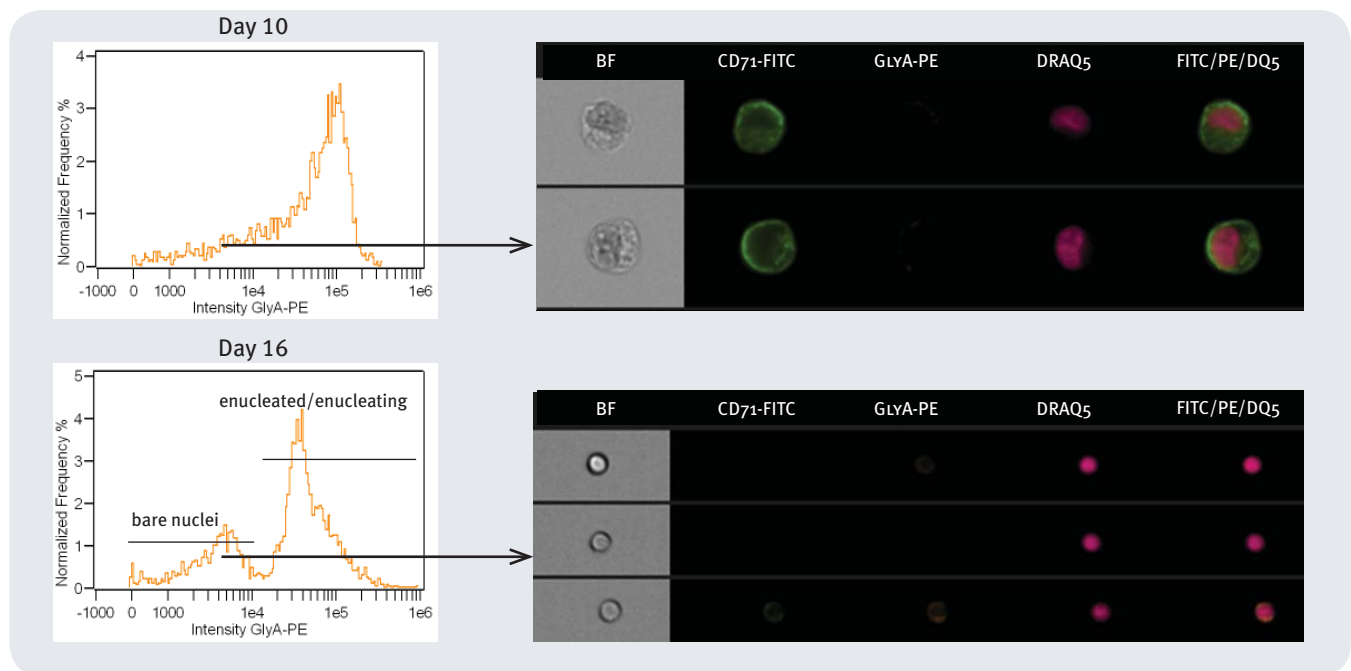 Day 10
4
3
2
1
0
Normalized Frequency %
-1000 0 1000 1e4 1e5 1e6
Intensity GlyA-PE
BF CD71-FITC GLYA-PE DRAQ5 FITC/PE/DQ5
Day 16
5
4
3
2
1
0
Normalized Frequency %
enucleated/enucleating
bare nuclei
-1000 0 1000 1e4 1e5 1e6
Intensity GlyA-PE
BF CD71-FITC GLYA-PE DRAQ5 FITC/PE/DQ5